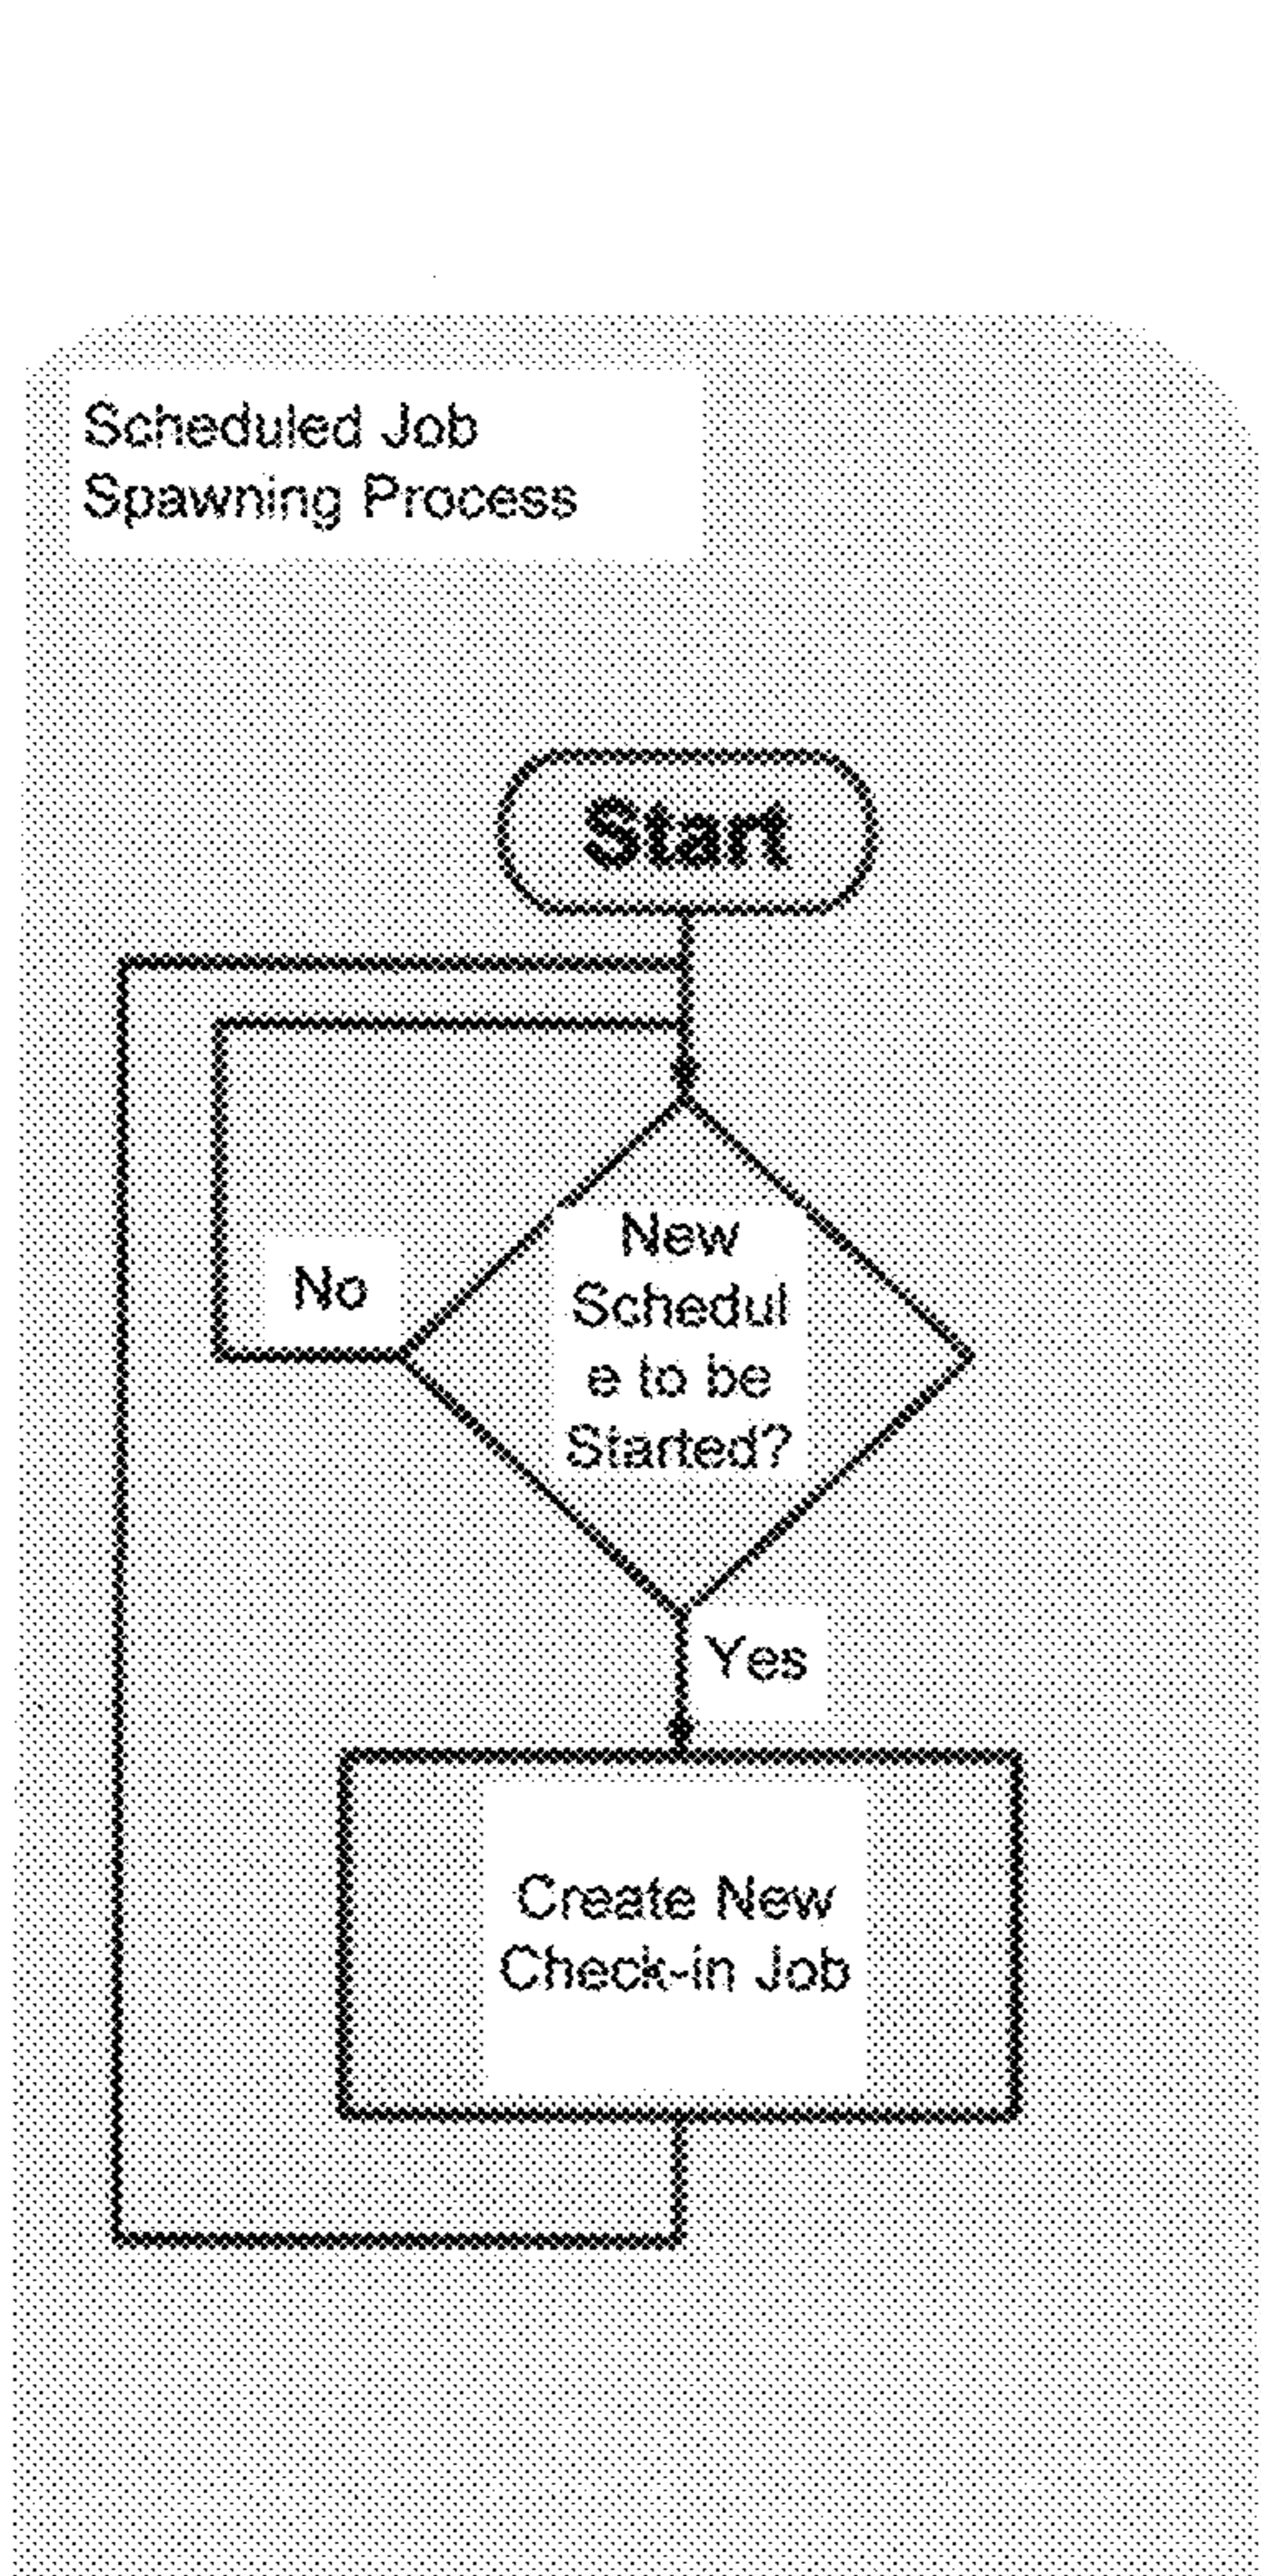 Scheduled Job
Spawning Process
Start
New
Schedul
e to be
Started?
No
Yes
Create New
Check-in Job